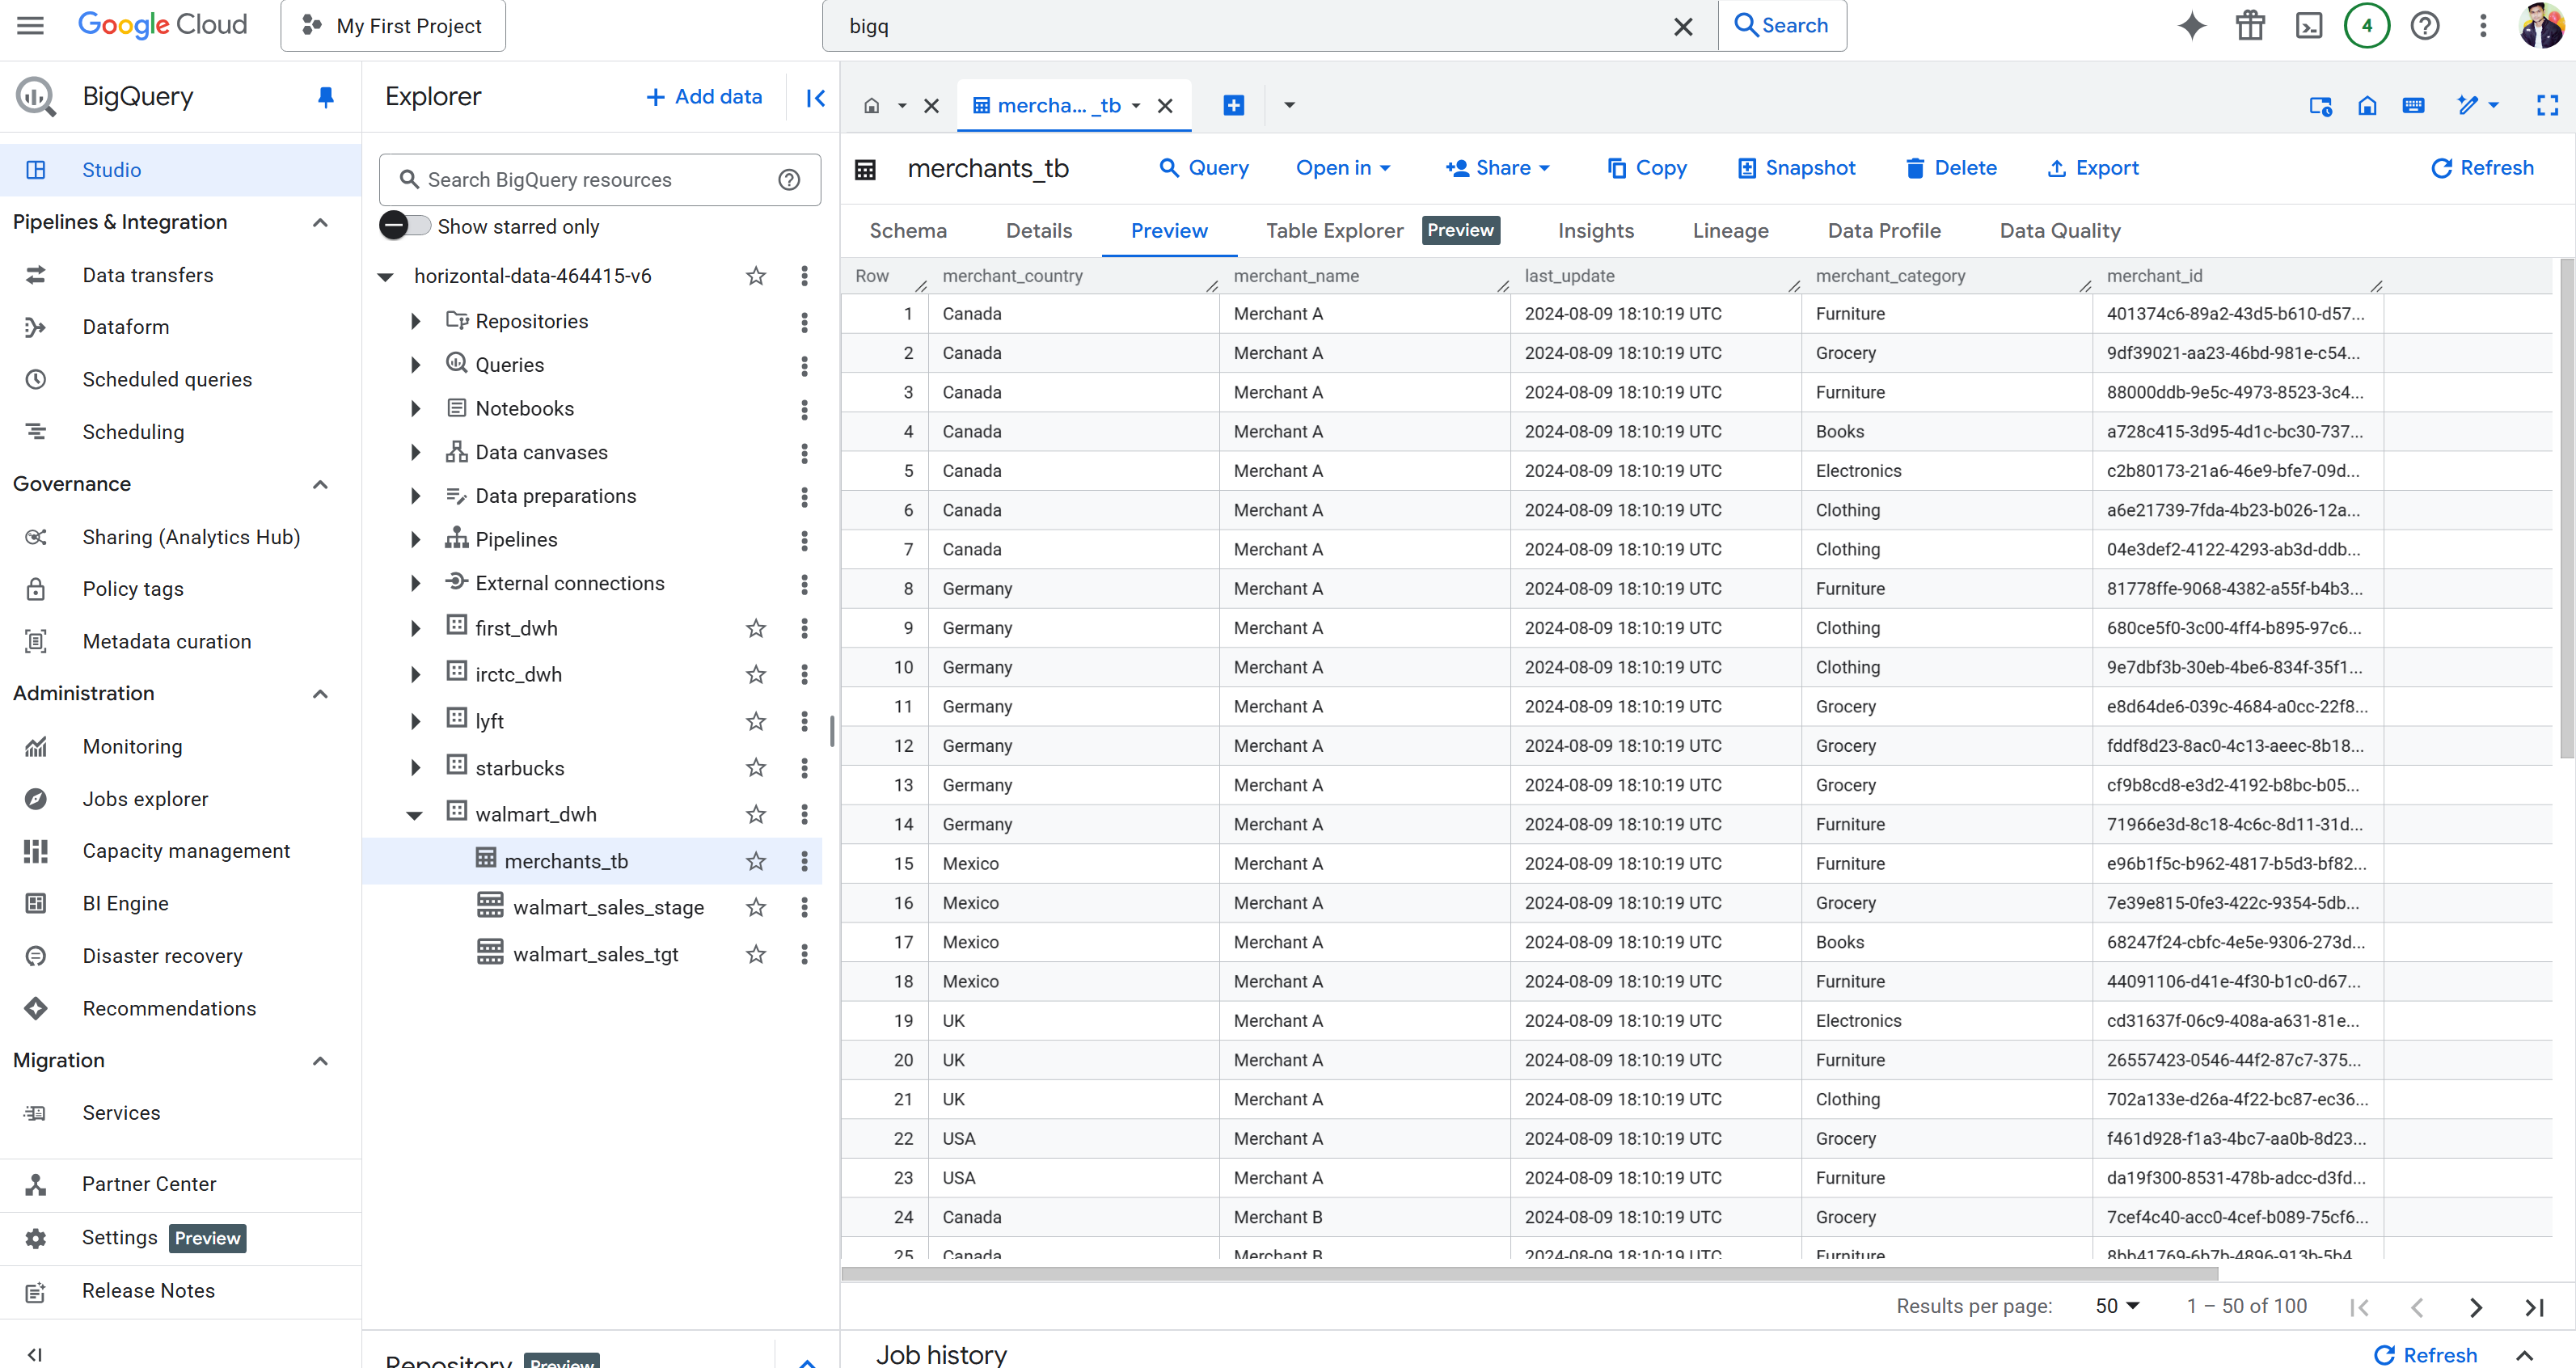 Google Cloud
My First Project
bigq
Search
4
BigQuery
Studio
Pipelines & Integration
Data transfers
Dataform
Scheduled queries
Scheduling
Governance
Sharing (Analytics Hub)
Policy tags
Metadata curation
Administration
Monitoring
Jobs explorer
Capacity management
BI Engine
Disaster recovery
Recommendations
Migration
Services
Partner Center
Settings Preview
Release Notes
Explorer
Add data
Search BigQuery resources
Show starred only
horizontal-data-464415-v6
Repositories
Queries
Notebooks
Data canvases
Data preparations
Pipelines
External connections
first_dwh
irctc_dwh
lyft
starbucks
walmart_dwh
merchants_tb
walmart_sales_stage
walmart_sales_tgt
Repository Preview
mercha... _tb
merchants_tb Query Open in Share Copy Snapshot Delete Export Refresh
Schema Details Preview Table Explorer Preview Insights Lineage Data Profile Data Quality
Row merchant_country merchant_name last_update merchant_category merchant_id
1 Canada Merchant A 2024-08-09 18:10:19 UTC Furniture 401374c6-89a2-43d5-b610-d57...
2 Canada Merchant A 2024-08-09 18:10:19 UTC Grocery 9df39021-aa23-46bd-981e-c54...
3 Canada Merchant A 2024-08-09 18:10:19 UTC Furniture 88000ddb-9e5c-4973-8523-3c4...
4 Canada Merchant A 2024-08-09 18:10:19 UTC Books a728c415-3d95-4d1c-bc30-737...
5 Canada Merchant A 2024-08-09 18:10:19 UTC Electronics c2b80173-21a6-46e9-bfe7-09d...
6 Canada Merchant A 2024-08-09 18:10:19 UTC Clothing a6e21739-7fda-4b23-b026-12a...
7 Canada Merchant A 2024-08-09 18:10:19 UTC Clothing 04e3def2-4122-4293-ab3d-ddb...
8 Germany Merchant A 2024-08-09 18:10:19 UTC Furniture 81778ffe-9068-4382-a55f-b4b3...
9 Germany Merchant A 2024-08-09 18:10:19 UTC Clothing 680ce5f0-3c00-4ff4-b895-97c6...
10 Germany Merchant A 2024-08-09 18:10:19 UTC Clothing 9e7dbf3b-30eb-4be6-834f-35f1...
11 Germany Merchant A 2024-08-09 18:10:19 UTC Grocery e8d64de6-039c-4684-a0cc-22f8...
12 Germany Merchant A 2024-08-09 18:10:19 UTC Grocery fddf8d23-8ac0-4c13-aeec-8b18...
13 Germany Merchant A 2024-08-09 18:10:19 UTC Grocery cf9b8cd8-e3d2-4192-b8bc-b05...
14 Germany Merchant A 2024-08-09 18:10:19 UTC Furniture 71966e3d-8c18-4c6c-8d11-31d...
15 Mexico Merchant A 2024-08-09 18:10:19 UTC Furniture e96b1f5c-b962-4817-b5d3-bf82...
16 Mexico Merchant A 2024-08-09 18:10:19 UTC Grocery 7e39e815-0fe3-422c-9354-5db...
17 Mexico Merchant A 2024-08-09 18:10:19 UTC Books 68247f24-cbfc-4e5e-9306-273d...
18 Mexico Merchant A 2024-08-09 18:10:19 UTC Furniture 44091106-d41e-4f30-b1c0-d67...
19 UK Merchant A 2024-08-09 18:10:19 UTC Electronics cd31637f-06c9-408a-a631-81e...
20 UK Merchant A 2024-08-09 18:10:19 UTC Furniture 26557423-0546-44f2-87c7-375...
21 UK Merchant A 2024-08-09 18:10:19 UTC Clothing 702a133e-d26a-4f22-bc87-ec36...
22 USA Merchant A 2024-08-09 18:10:19 UTC Grocery f461d928-f1a3-4bc7-aa0b-8d23...
23 USA Merchant A 2024-08-09 18:10:19 UTC Furniture da19f300-8531-478b-adcc-d3fd...
24 Canada Merchant B 2024-08-09 18:10:19 UTC Grocery 7cef4c40-acc0-4cef-b089-75cf6...
25 Canada Merchant B 2024-08-09 18:10:19 UTC Furniture 8bb41769-6b7b-4896-913b-5b4...
Results per page: 50 1 – 50 of 100
Job history Refresh